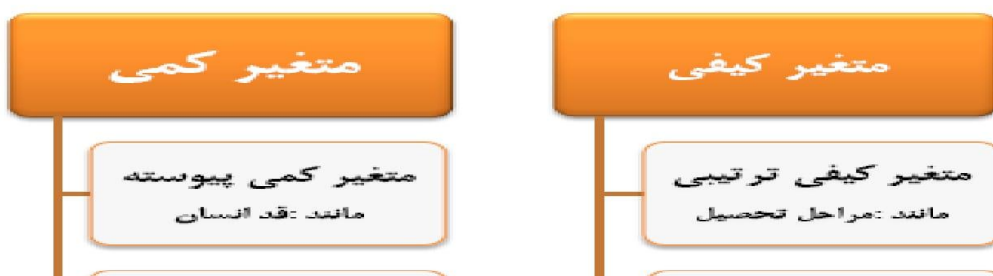 متغیر کیفی
متغیر کیفی ترتیبی
مانند :مراحل تحصیل
متغیر کمی
متغیر کمی پیوسته
مانند :قد انسان